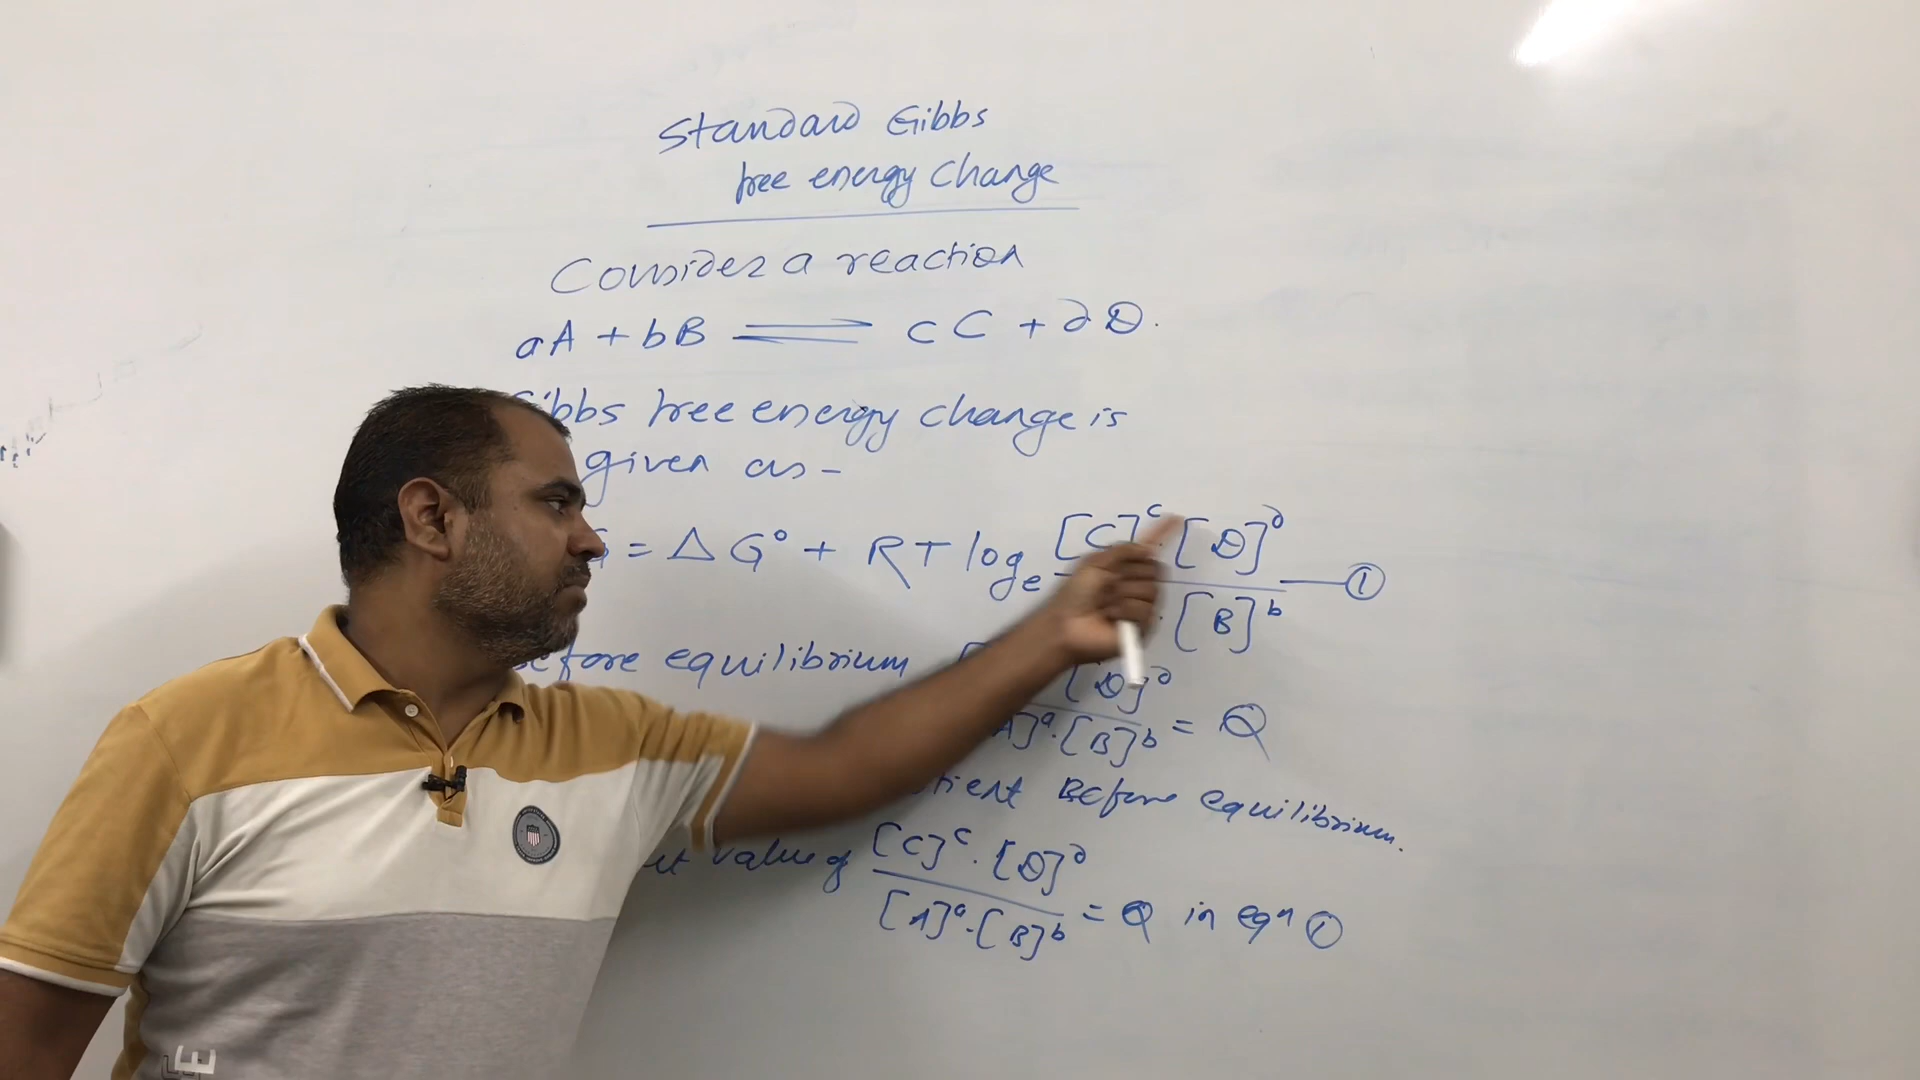 Standard Gibbs
free energy change
Consider a reaction
aA + bB ⇌ cC + dD.
Gibbs free energy change is
given as -
G = ΔG° + RT logₑ [C]ᶜ.[D]ᵈ / .[B]ᵇ — ①
Before equilibrium [D]ᵈ / A]ᵃ.[B]ᵇ = Q
tient Before equilibrium.
value of [C]ᶜ.[D]ᵈ / [A]ᵃ.[B]ᵇ = Q in eqn ①